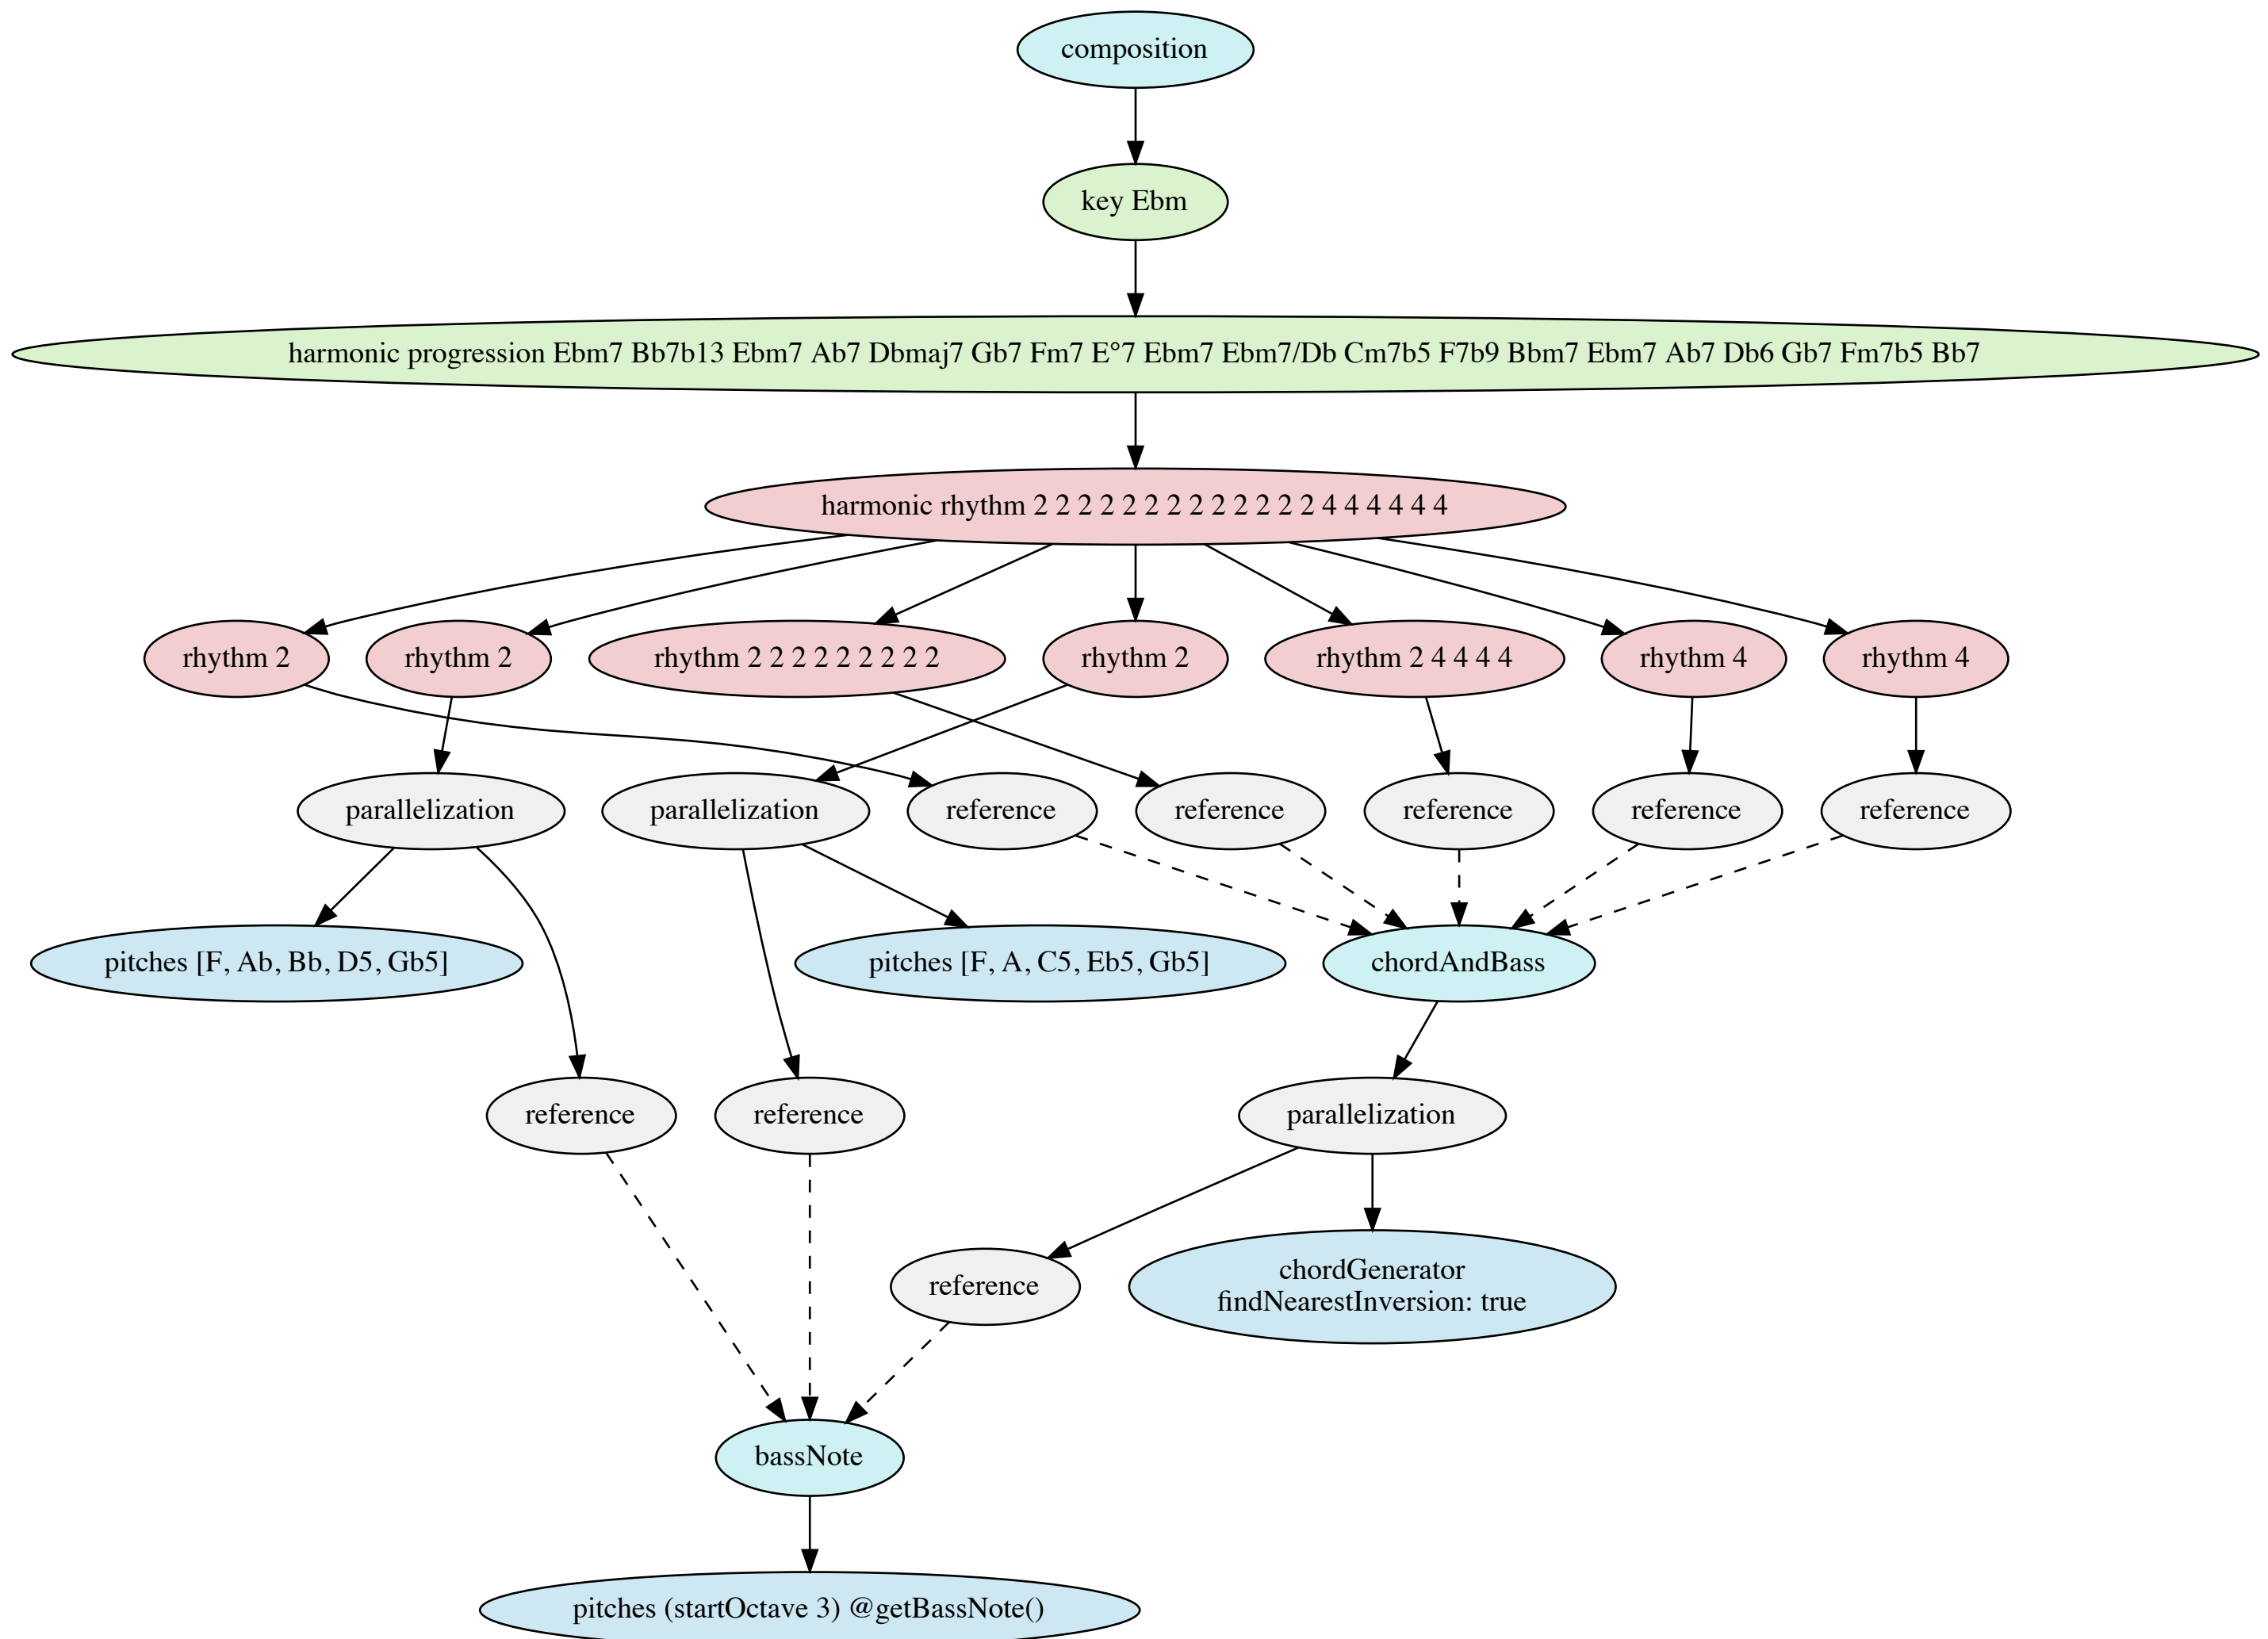 composition
key Ebm
harmonic progression Ebm7 Bb7b13 Ebm7 Ab7 Dbmaj7 Gb7 Fm7 E°7 Ebm7 Ebm7/Db Cm7b5 F7b9 Bbm7 Ebm7 Ab7 Db6 Gb7 Fm7b5 Bb7
harmonic rhythm 2 2 2 2 2 2 2 2 2 2 2 2 2 4 4 4 4 4 4
rhythm 2
rhythm 2
rhythm 2 2 2 2 2 2 2 2 2
rhythm 2
rhythm 2 4 4 4 4
rhythm 4
rhythm 4
parallelization
parallelization
reference
reference
reference
reference
reference
pitches [F, Ab, Bb, D5, Gb5]
pitches [F, A, C5, Eb5, Gb5]
chordAndBass
reference
reference
parallelization
reference
chordGenerator
findNearestInversion: true
bassNote
pitches (startOctave 3) @getBassNote()